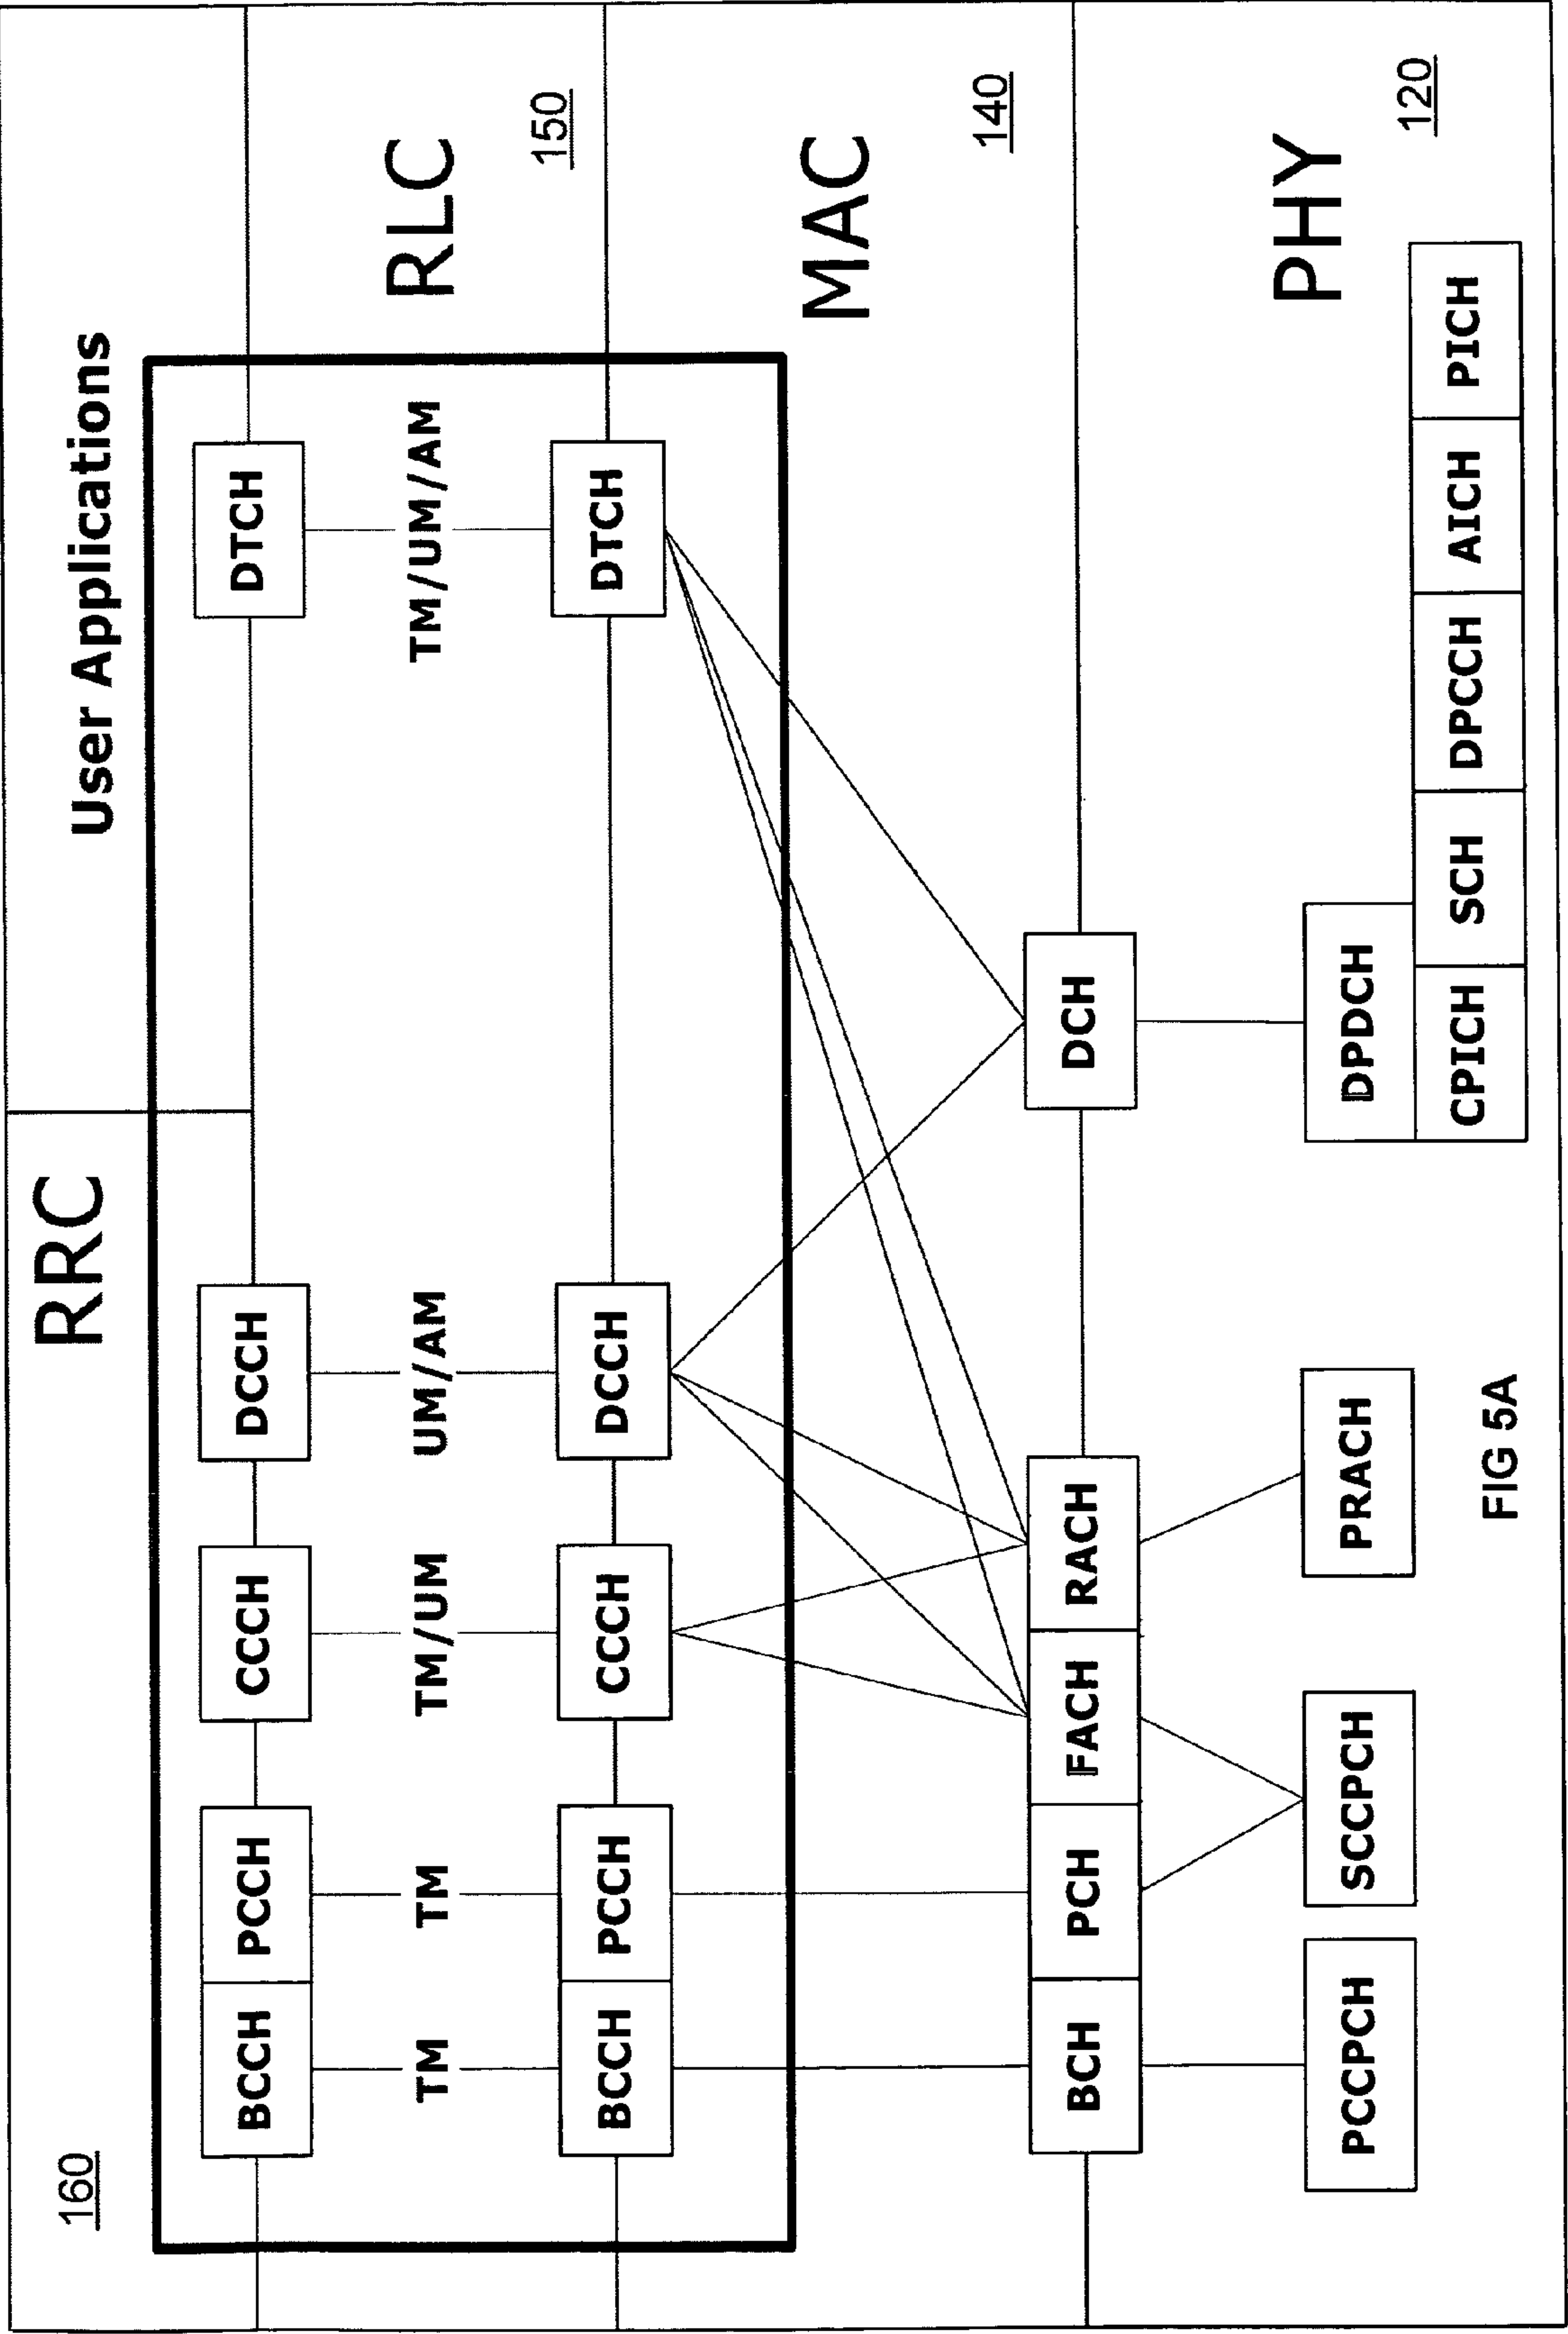 160
RRC
User Applications
BCCH PCCH CCCH DCCH DTCH
TM TM TM/UM UM/AM TM/UM/AM
RLC
150
BCCH PCCH CCCH DCCH DTCH
MAC
140
BCH PCH FACH RACH DCH
PHY
120
PCCPCH SCCPCH PRACH DPDCH
CPICH SCH DPCCH AICH PICH
FIG 5A